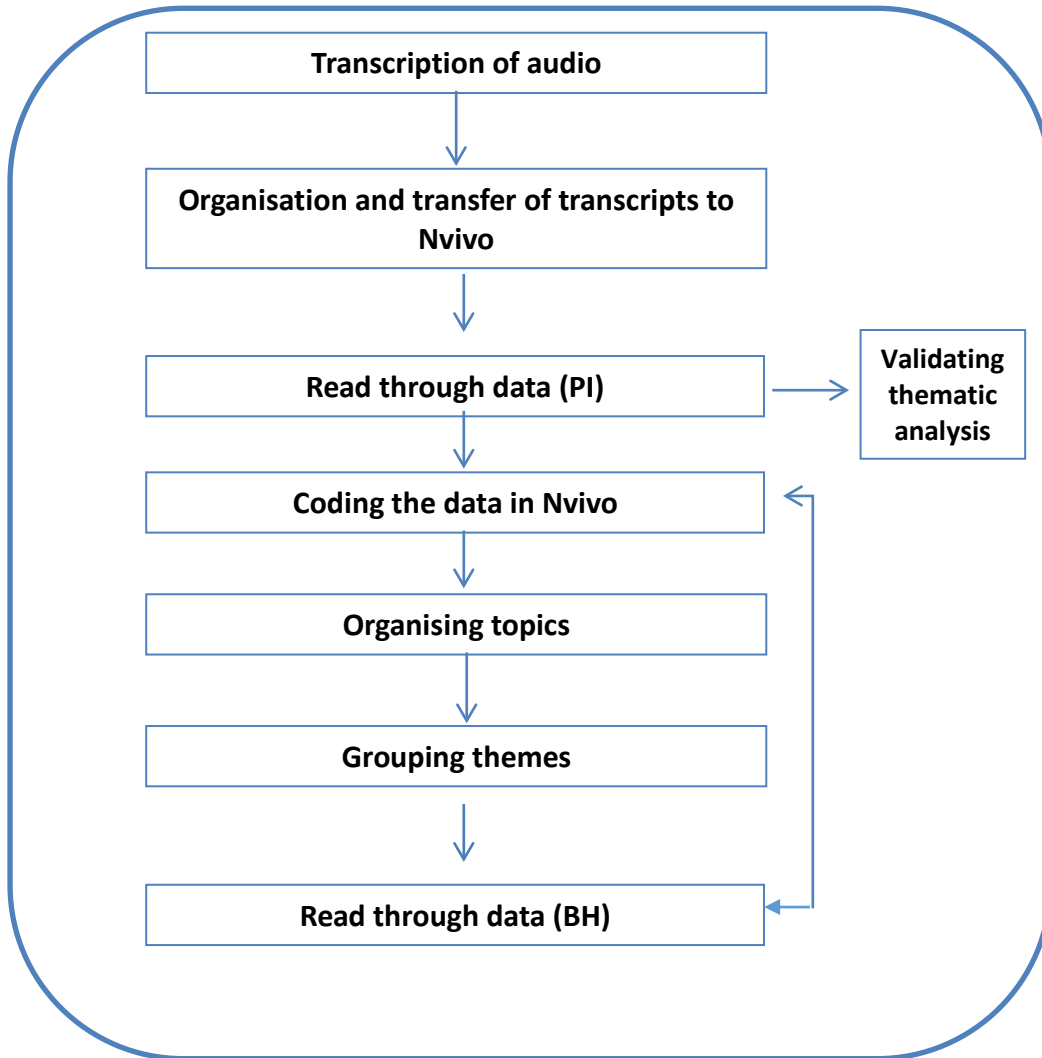 Transcription of audio
Organisation and transfer of transcripts to
Nvivo
Read through data (PI)
Validating
thematic
analysis
Coding the data in Nvivo
Organising topics
Grouping themes
Read through data (BH)